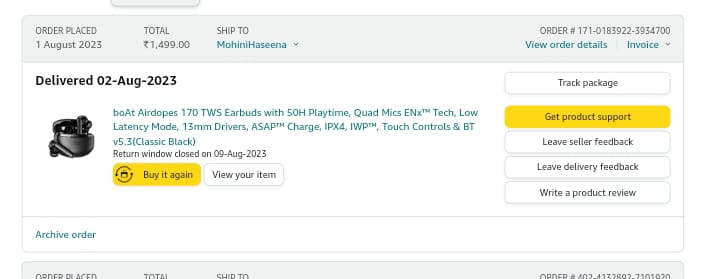 ORDER PLACED TOTAL SHIP TO ORDER # 171-0183922-3934700
1 August 2023 ₹1,499.00 MohiniHaseena View order details Invoice
Delivered 02-Aug-2023
Track package
boAt Airdopes 170 TWS Earbuds with 50H Playtime, Quad Mics ENx™ Tech, Low
Latency Mode, 13mm Drivers, ASAP™ Charge, IPX4, IWP™, Touch Controls & BT
v5.3(Classic Black)
Return window closed on 09-Aug-2023
Buy it again View your item
Get product support
Leave seller feedback
Leave delivery feedback
Write a product review
Archive order
ORDER PLACED TOTAL SHIP TO ORDER # 402-4132892-7101920